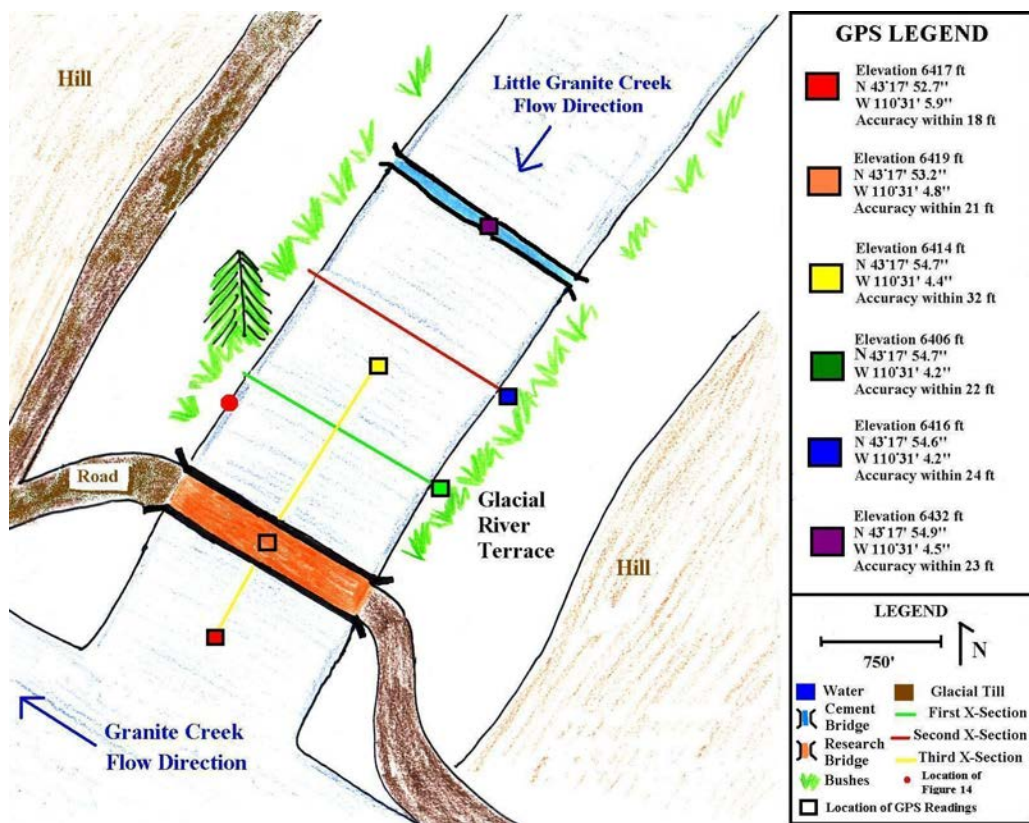 Hill
Little Granite Creek
Flow Direction
Road
Glacial
River
Terrace
Hill
Granite Creek
Flow Direction
GPS LEGEND
Elevation 6417 ft
N 43°17' 52.7''
W 110°31' 5.9''
Accuracy within 18 ft
Elevation 6419 ft
N 43°17' 53.2''
W 110°31' 4.8''
Accuracy within 21 ft
Elevation 6414 ft
N 43°17' 54.7''
W 110°31' 4.4''
Accuracy within 32 ft
Elevation 6406 ft
N 43°17' 54.7''
W 110°31' 4.2''
Accuracy within 22 ft
Elevation 6416 ft
N 43°17' 54.6''
W 110°31' 4.2''
Accuracy within 24 ft
Elevation 6432 ft
N 43°17' 54.9''
W 110°31' 4.5''
Accuracy within 23 ft
LEGEND
750'
N
Water
Glacial Till
Cement
Bridge
First X-Section
Second X-Section
Research
Bridge
Third X-Section
Bushes
Location of
Figure 14
Location of GPS Readings